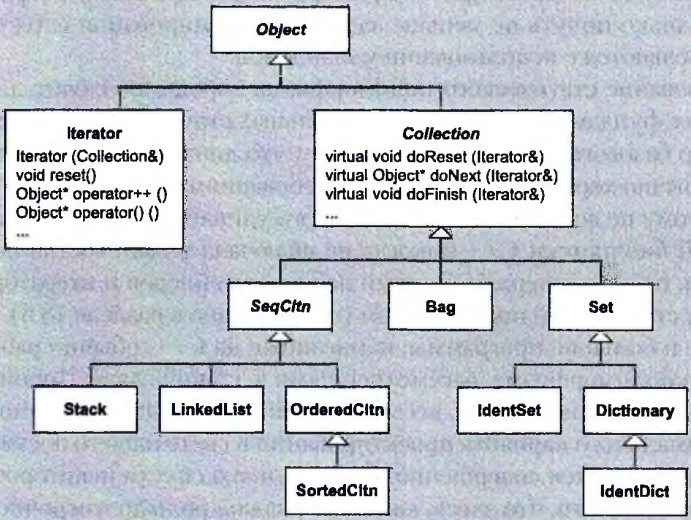 Object
Iterator
Iterator (Collection&)
void reset()
Object* operator++ ()
Object* operator() ()
...
Collection
virtual void doReset (Iterator&)
virtual Object* doNext (Iterator&)
virtual void doFinish (Iterator&)
...
SeqCltn
Bag
Set
Stack
LinkedList
OrderedCltn
IdentSet
Dictionary
SortedCltn
IdentDict